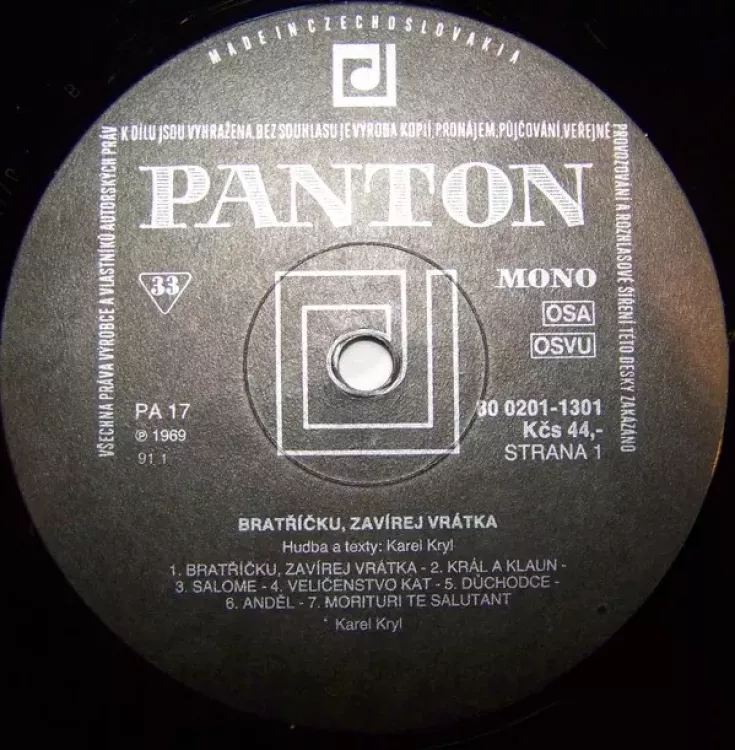 MADE IN CZECHOSLOVAKIA
VŠECHNA PRÁVA VÝROBCE A VLASTNÍKŮ AUTORSKÝCH PRÁV
K DÍLU JSOU VYHRAŽENA. BEZ SOUHLASU JE VÝROBA KOPIÍ, PRONÁJEM, PŮJČOVÁNÍ, VEŘEJNÉ
PROVOZOVÁNÍ A ROZHLASOVÉ ŠÍŘENÍ TÉTO DESKY ZAKÁZÁNO
PANTON
33
MONO
OSA
OSVU
PA 17
℗ 1969
91 1
80 0201-1301
Kčs 44,-
STRANA 1
BRATŘÍČKU, ZAVÍREJ VRÁTKA
Hudba a texty: Karel Kryl
1. BRATŘÍČKU, ZAVÍREJ VRÁTKA - 2. KRÁL A KLAUN -
3. SALOME - 4. VELIČENSTVO KAT - 5. DŮCHODCE -
6. ANDĚL - 7. MORITURI TE SALUTANT
Karel Kryl